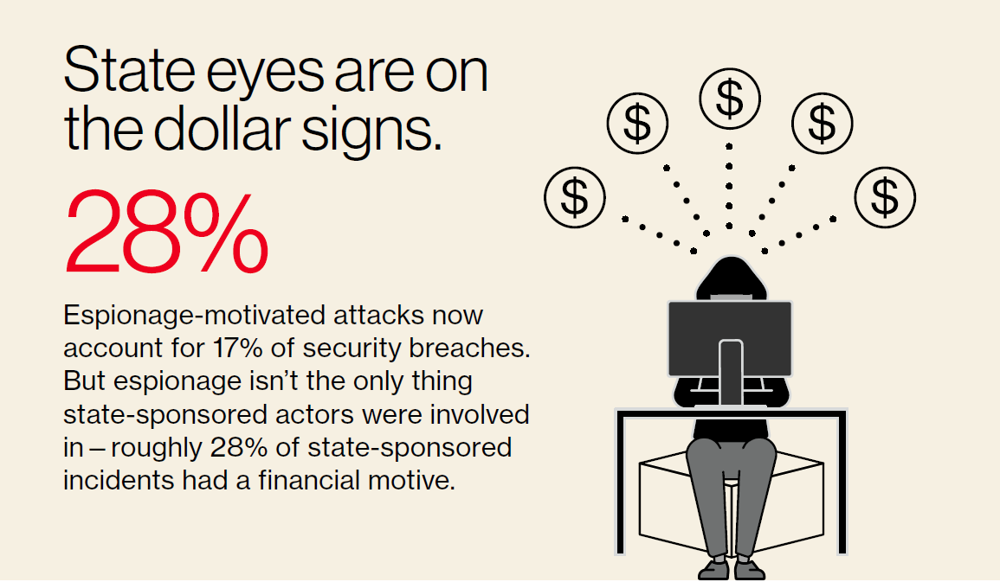 State eyes are on
the dollar signs.
28%
Espionage-motivated attacks now
account for 17% of security breaches.
But espionage isn’t the only thing
state-sponsored actors were involved
in – roughly 28% of state-sponsored
incidents had a financial motive.
$ $ $ $ $